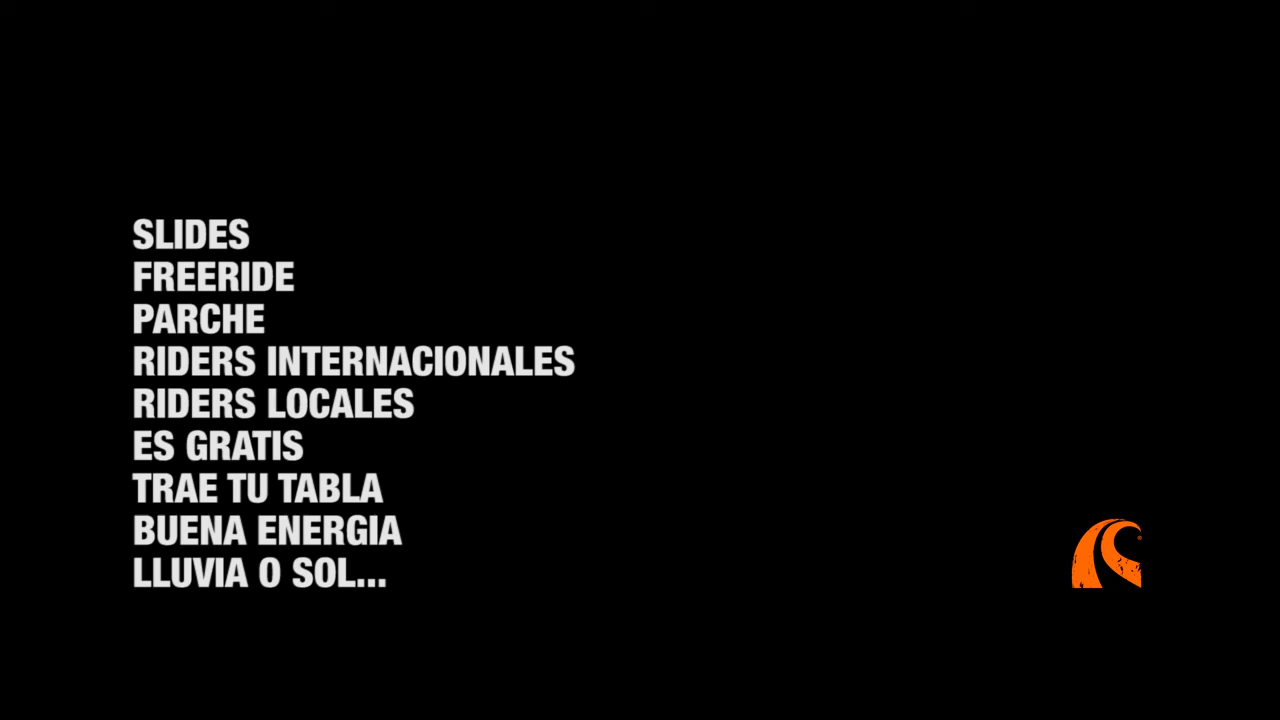 SLIDES
FREERIDE
PARCHE
RIDERS INTERNACIONALES
RIDERS LOCALES
ES GRATIS
TRAE TU TABLA
BUENA ENERGIA
LLUVIA O SOL...